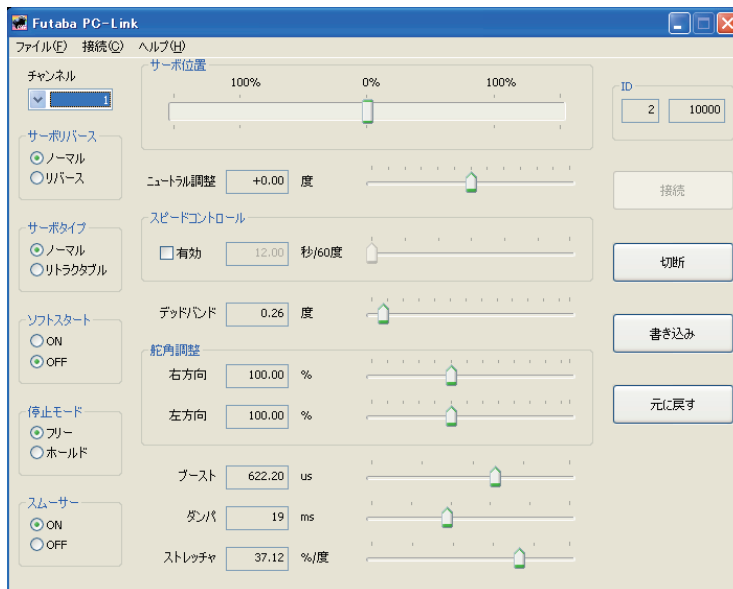 Futaba PC-Link
ファイル(F) 接続(C) ヘルプ(H)
チャンネル
1
サーボリバース
ノーマル
リバース
サーボタイプ
ノーマル
リトラクタブル
ソフトスタート
ON
OFF
停止モード
フリー
ホールド
スムーサー
ON
OFF
サーボ位置
100% 0% 100%
ニュートラル調整 +0.00 度
スピードコントロール
有効 12.00 秒/60度
デッドバンド 0.26 度
舵角調整
右方向 100.00 %
左方向 100.00 %
ブースト 622.20 us
ダンパ 19 ms
ストレッチャ 37.12 %/度
ID
2 10000
接続
切断
書き込み
元に戻す